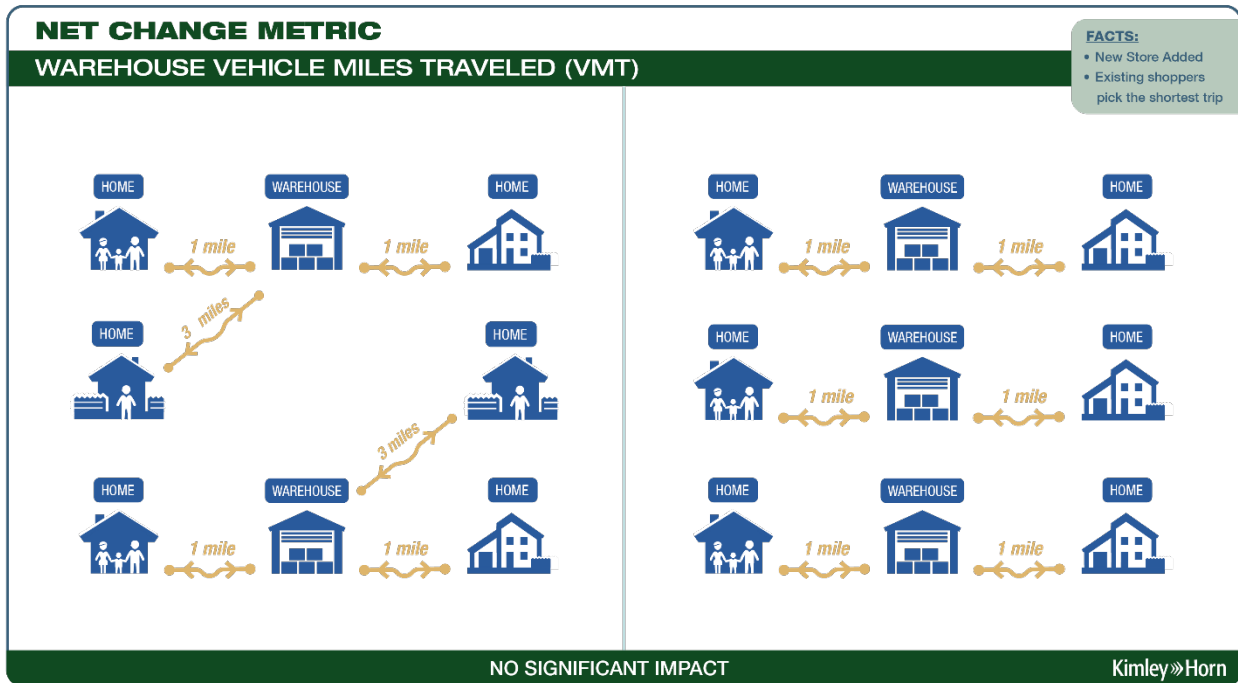 NET CHANGE METRIC
WAREHOUSE VEHICLE MILES TRAVELED (VMT)
FACTS:
• New Store Added
• Existing shoppers
pick the shortest trip
HOME
WAREHOUSE
HOME
1 mile
1 mile
3 miles
HOME
HOME
3 miles
HOME
WAREHOUSE
HOME
1 mile
1 mile
HOME
WAREHOUSE
HOME
1 mile
1 mile
HOME
WAREHOUSE
HOME
1 mile
1 mile
HOME
WAREHOUSE
HOME
1 mile
1 mile
NO SIGNIFICANT IMPACT
Kimley»Horn